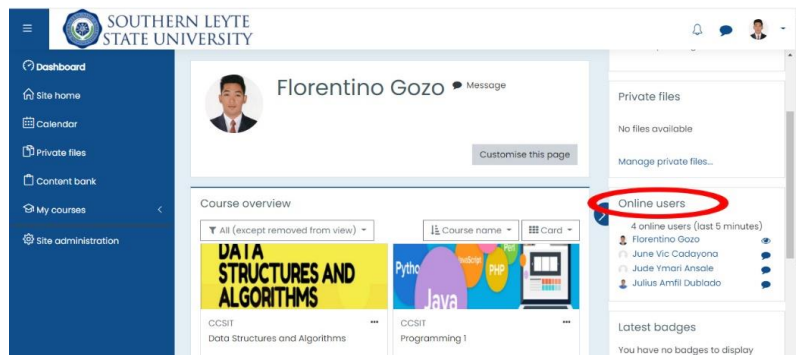 SOUTHERN LEYTE
STATE UNIVERSITY
Dashboard
Site home
Calendar
Private files
Content bank
My courses
Site administration
Florentino Gozo
Message
Customise this page
Course overview
All (except removed from view)
Course name
Card
DATA
STRUCTURES AND
ALGORITHMS
CCSIT
Data Structures and Algorithms
Perl
Pytho
PHP
Java
CCSIT
Programming 1
Private files
No files available
Manage private files...
Online users
4 online users (last 5 minutes)
Florentino Gozo
June Vic Cadayona
Jude Ymari Ansale
Julius Amfil Dublado
Latest badges
You have no badges to display